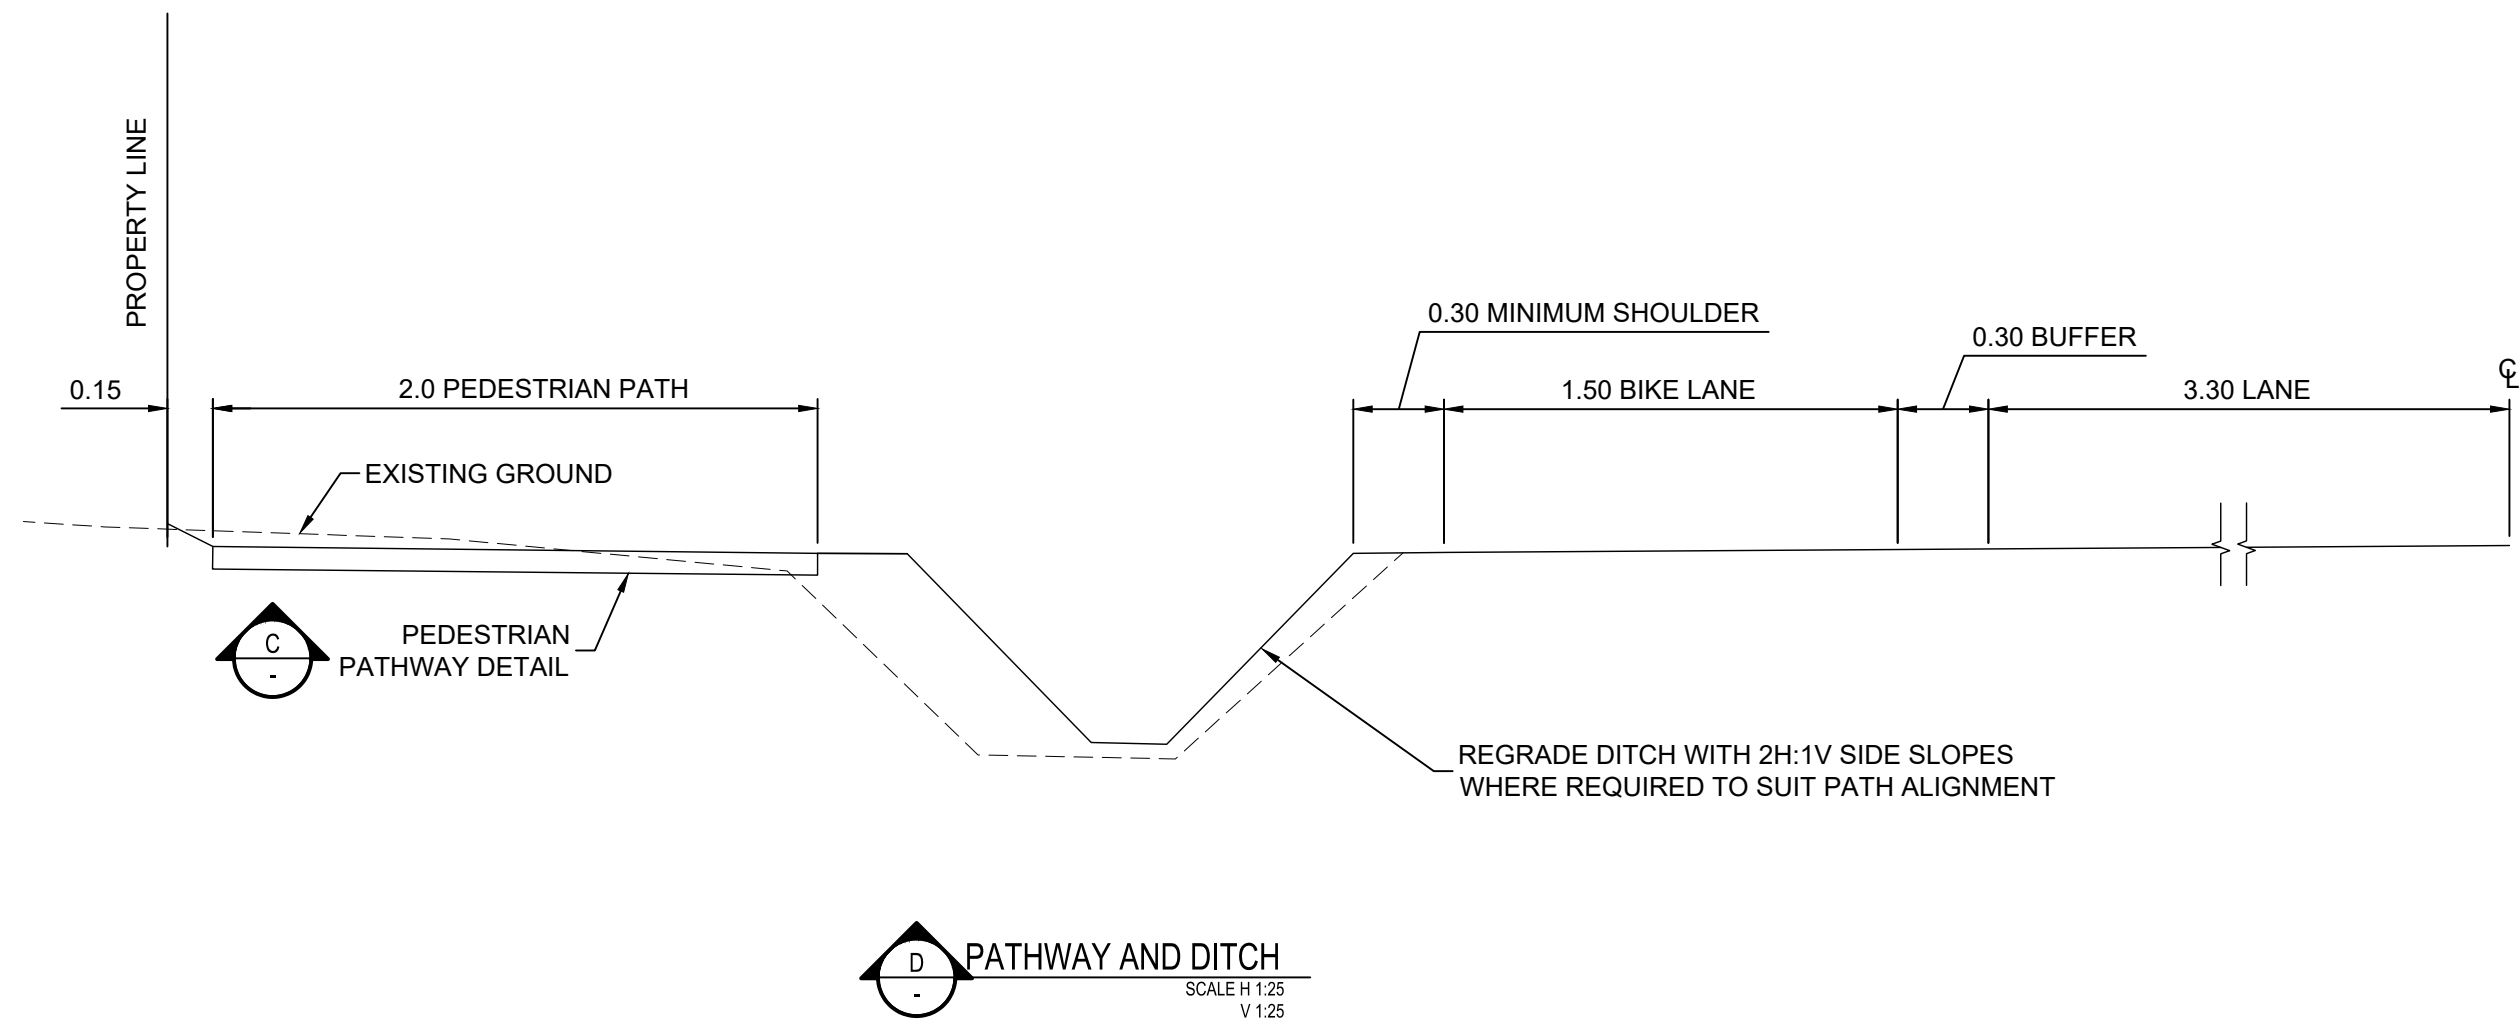 PROPERTY LINE
0.30 MINIMUM SHOULDER
0.30 BUFFER
0.15
2.0 PEDESTRIAN PATH
1.50 BIKE LANE
3.30 LANE
℄
EXISTING GROUND
C
-
PEDESTRIAN
PATHWAY DETAIL
REGRADE DITCH WITH 2H:1V SIDE SLOPES
WHERE REQUIRED TO SUIT PATH ALIGNMENT
D
-
PATHWAY AND DITCH
SCALE H 1:25
V 1:25